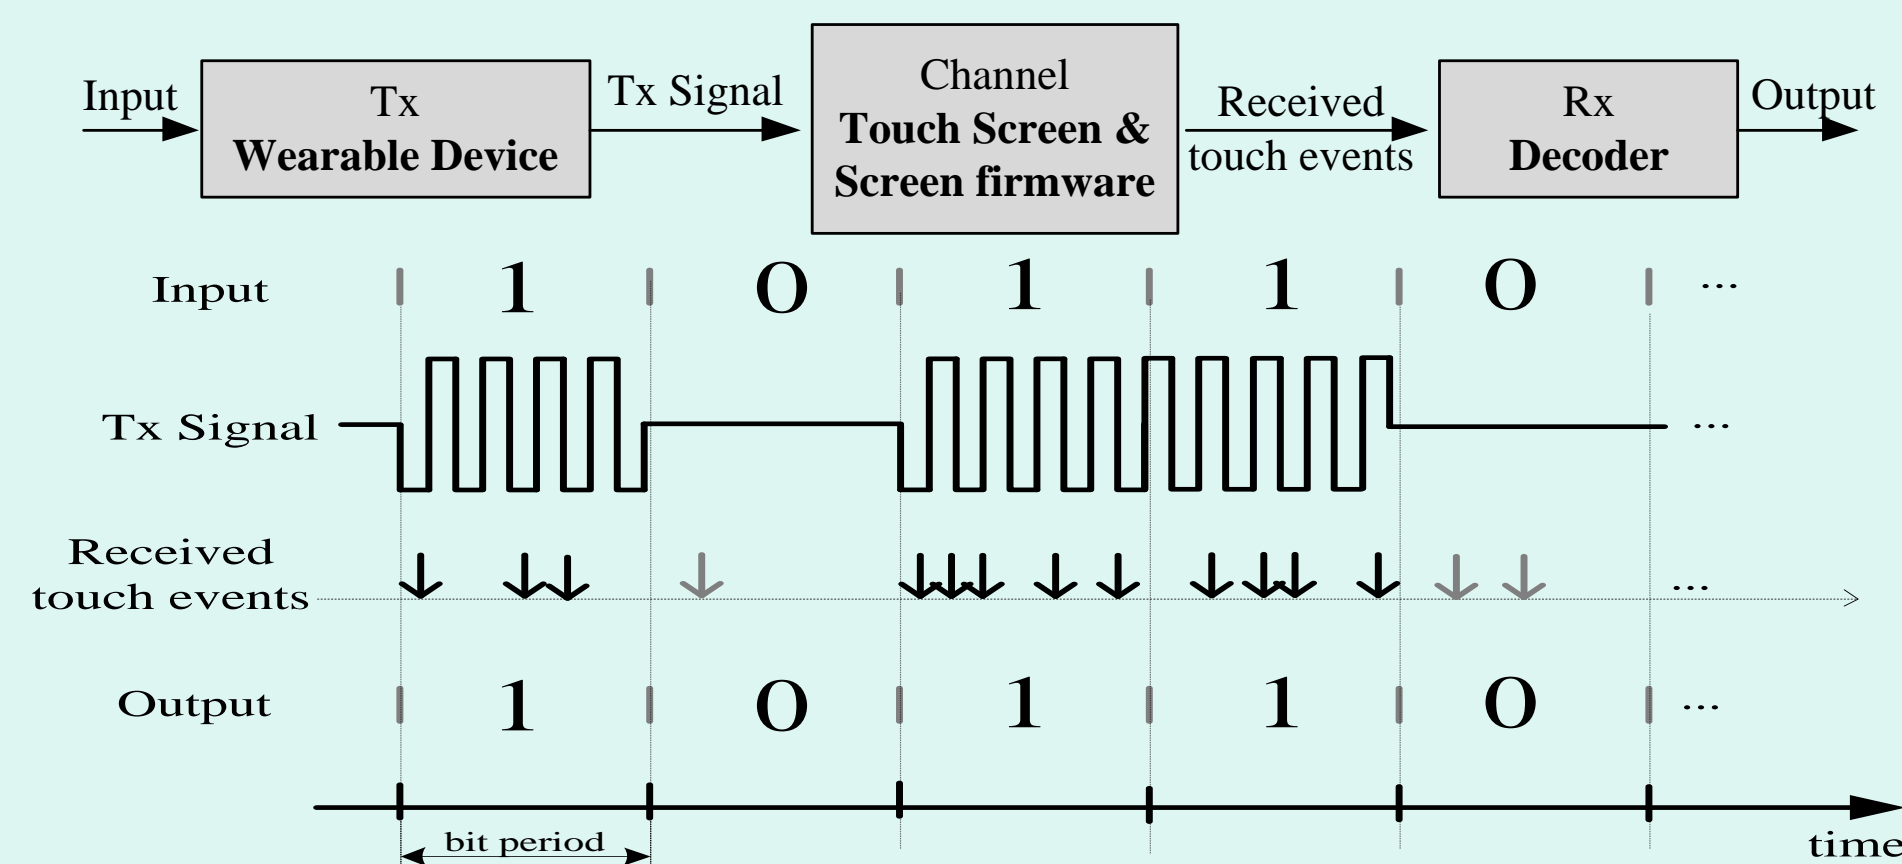 Input
Tx
Wearable Device
Tx Signal
Channel
Touch Screen &
Screen firmware
Received
touch events
Rx
Decoder
Output
Input 1 0 1 1 0 ...
Tx Signal ...
Received
touch events ...
Output 1 0 1 1 0 ...
bit period
time